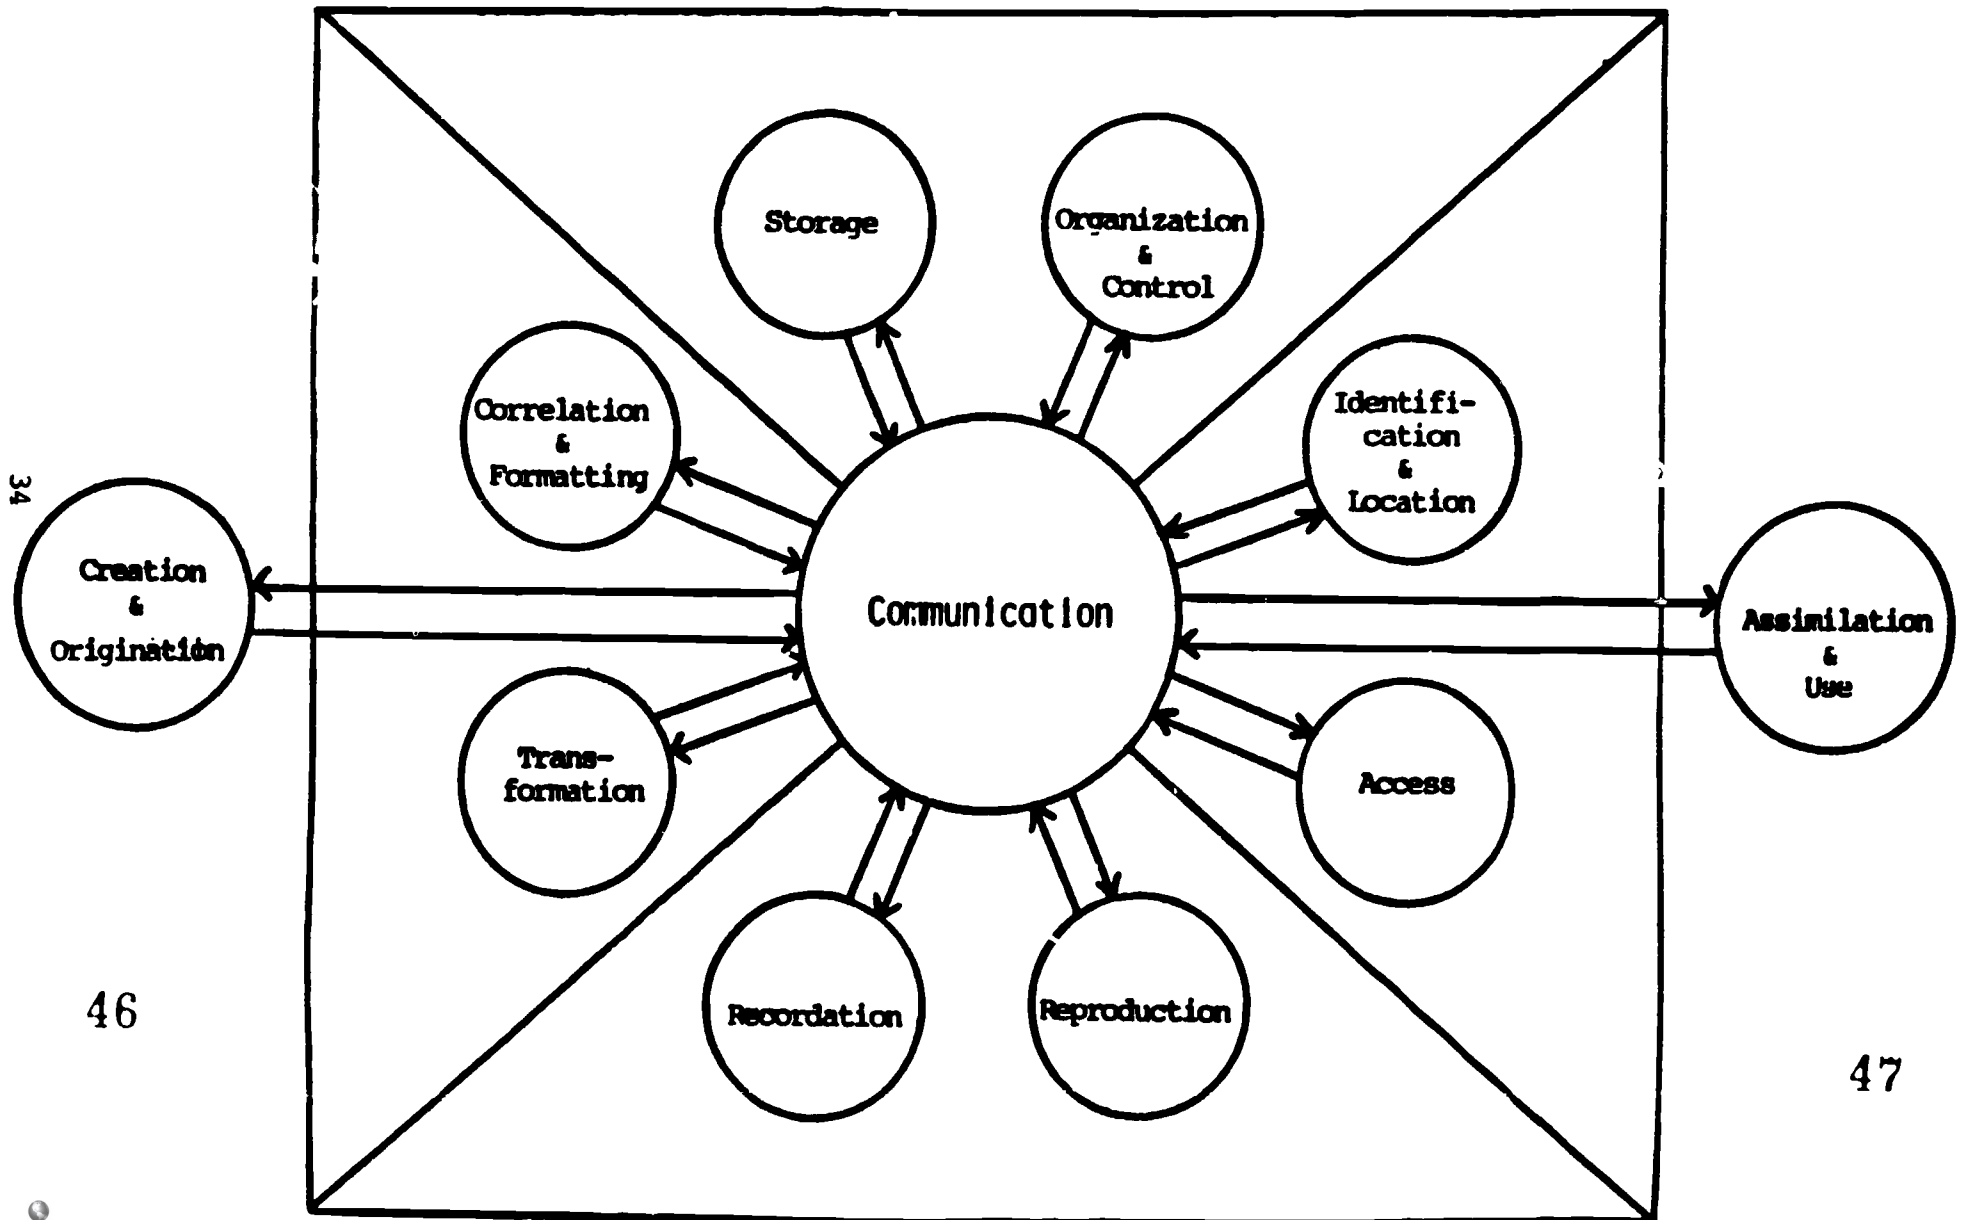 Storage
Organization
&
Control
Correlation
&
Formatting
Identifi-
cation
&
Location
34
Creation
&
Origination
Communication
Assimilation
&
Use
Trans-
formation
Access
Recordation
Reproduction
46
47